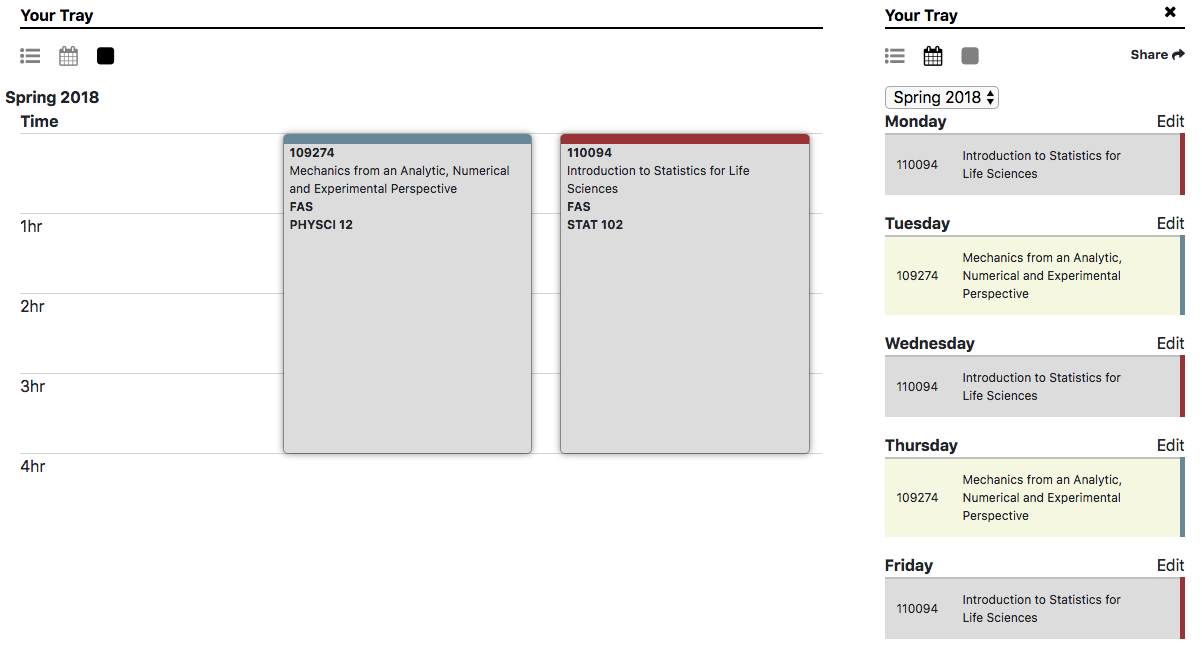 Your Tray
Spring 2018
Time
109274
Mechanics from an Analytic, Numerical
and Experimental Perspective
FAS
PHYSCI 12
110094
Introduction to Statistics for Life
Sciences
FAS
STAT 102
1hr
2hr
3hr
4hr
Your Tray
Share
Spring 2018
Monday Edit
110094
Introduction to Statistics for
Life Sciences
Tuesday Edit
109274
Mechanics from an Analytic,
Numerical and Experimental
Perspective
Wednesday Edit
110094
Introduction to Statistics for
Life Sciences
Thursday Edit
109274
Mechanics from an Analytic,
Numerical and Experimental
Perspective
Friday Edit
110094
Introduction to Statistics for
Life Sciences